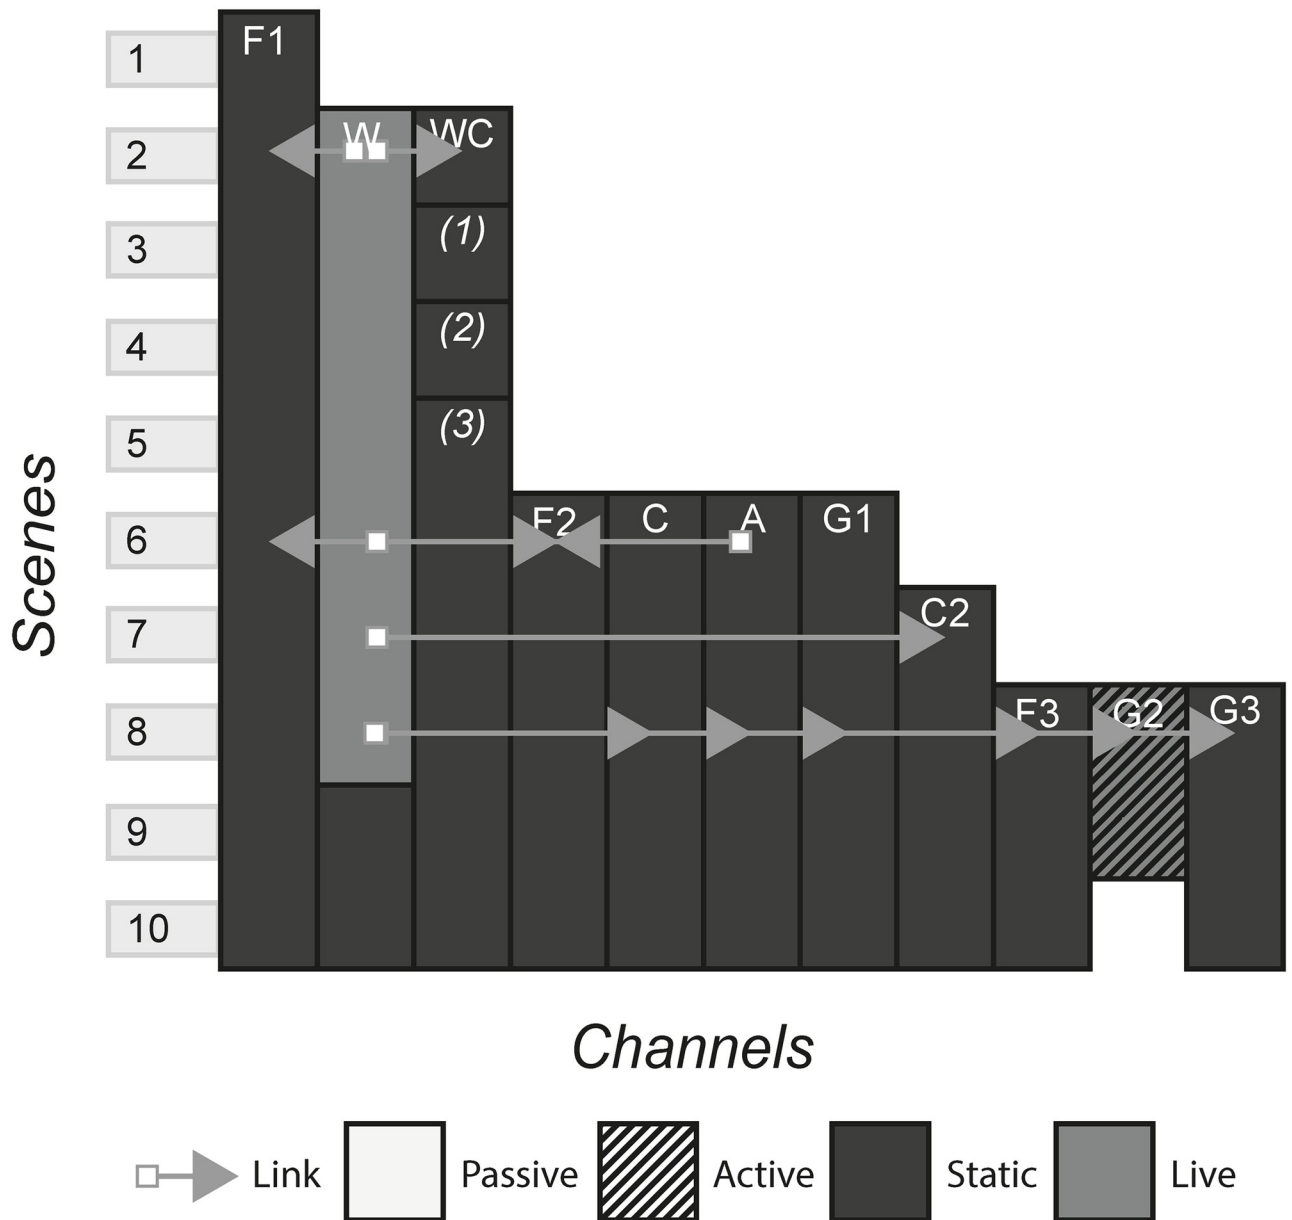 F1
1
W WC
2
(1)
3
(2)
4
(3)
5
F2 C A G1
6
C2
7
F3 G2 G3
8
9
10
Scenes
Channels
Link Passive Active Static Live